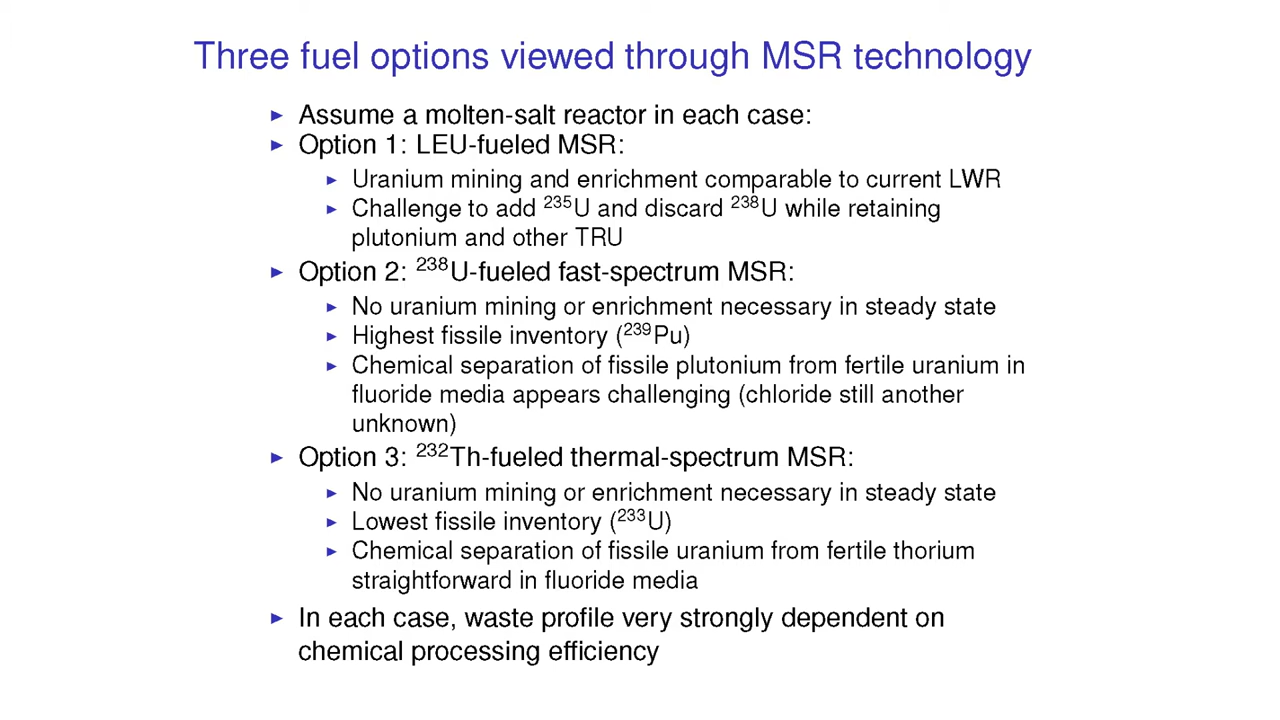 Three fuel options viewed through MSR technology
▶ Assume a molten-salt reactor in each case:
▶ Option 1: LEU-fueled MSR:
▶ Uranium mining and enrichment comparable to current LWR
▶ Challenge to add ²³⁵U and discard ²³⁸U while retaining
plutonium and other TRU
▶ Option 2: ²³⁸U-fueled fast-spectrum MSR:
▶ No uranium mining or enrichment necessary in steady state
▶ Highest fissile inventory (²³⁹Pu)
▶ Chemical separation of fissile plutonium from fertile uranium in
fluoride media appears challenging (chloride still another
unknown)
▶ Option 3: ²³²Th-fueled thermal-spectrum MSR:
▶ No uranium mining or enrichment necessary in steady state
▶ Lowest fissile inventory (²³³U)
▶ Chemical separation of fissile uranium from fertile thorium
straightforward in fluoride media
▶ In each case, waste profile very strongly dependent on
chemical processing efficiency